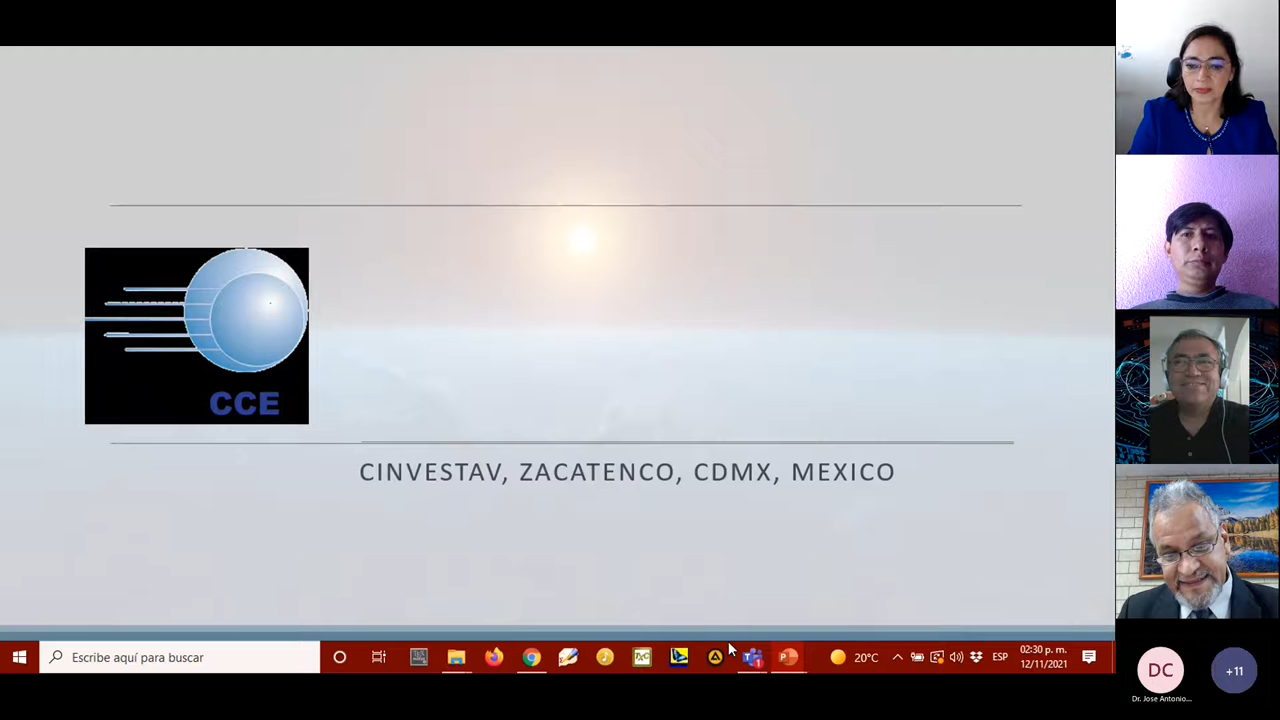 CCE
CINVESTAV, ZACATENCO, CDMX, MEXICO
Escribe aquí para buscar
20°C
ESP
02:30 p. m.
12/11/2021
DC
+11
Dr. Jose Antonio...